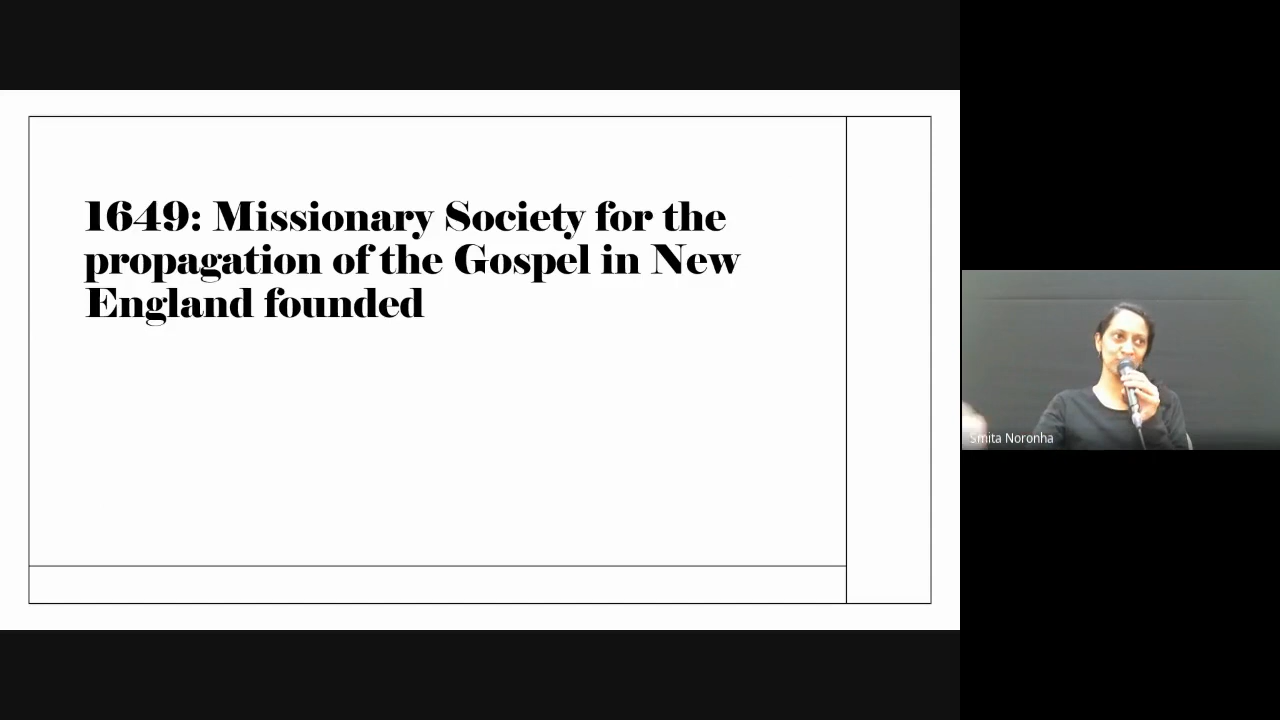 1649: Missionary Society for the
propagation of the Gospel in New
England founded
Smita Noronha